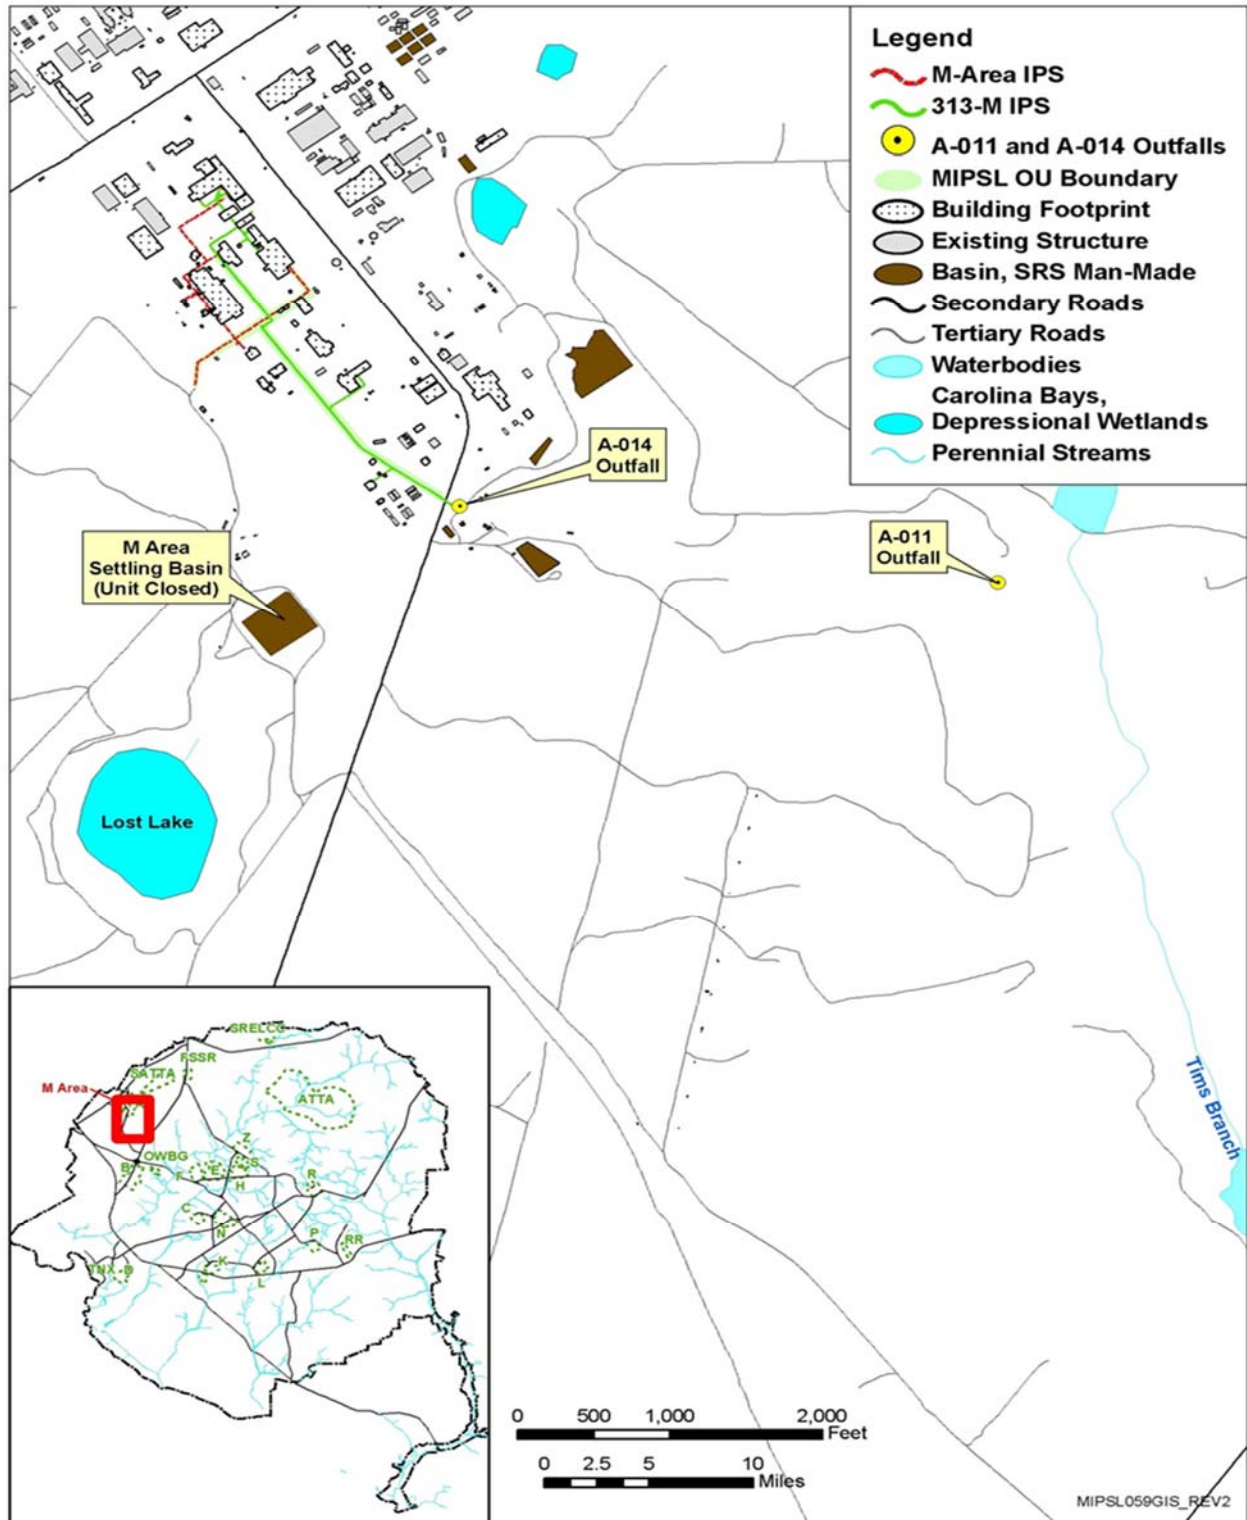 Legend
M-Area IPS
313-M IPS
A-011 and A-014 Outfalls
MIPSL OU Boundary
Building Footprint
Existing Structure
Basin, SRS Man-Made
Secondary Roads
Tertiary Roads
Waterbodies
Carolina Bays,
Depressional Wetlands
Perennial Streams
A-014
Outfall
A-011
Outfall
M Area
Settling Basin
(Unit Closed)
Lost Lake
Tims Branch
SRELCC
FSSR
SATTA
M Area
ATTA
Z
OWBG
B
F
E
S
H
R
C
N
P
RR
K
L
TNX
D
0 500 1,000 2,000
Feet
0 2.5 5 10
Miles
MIPSL059GIS_REV2